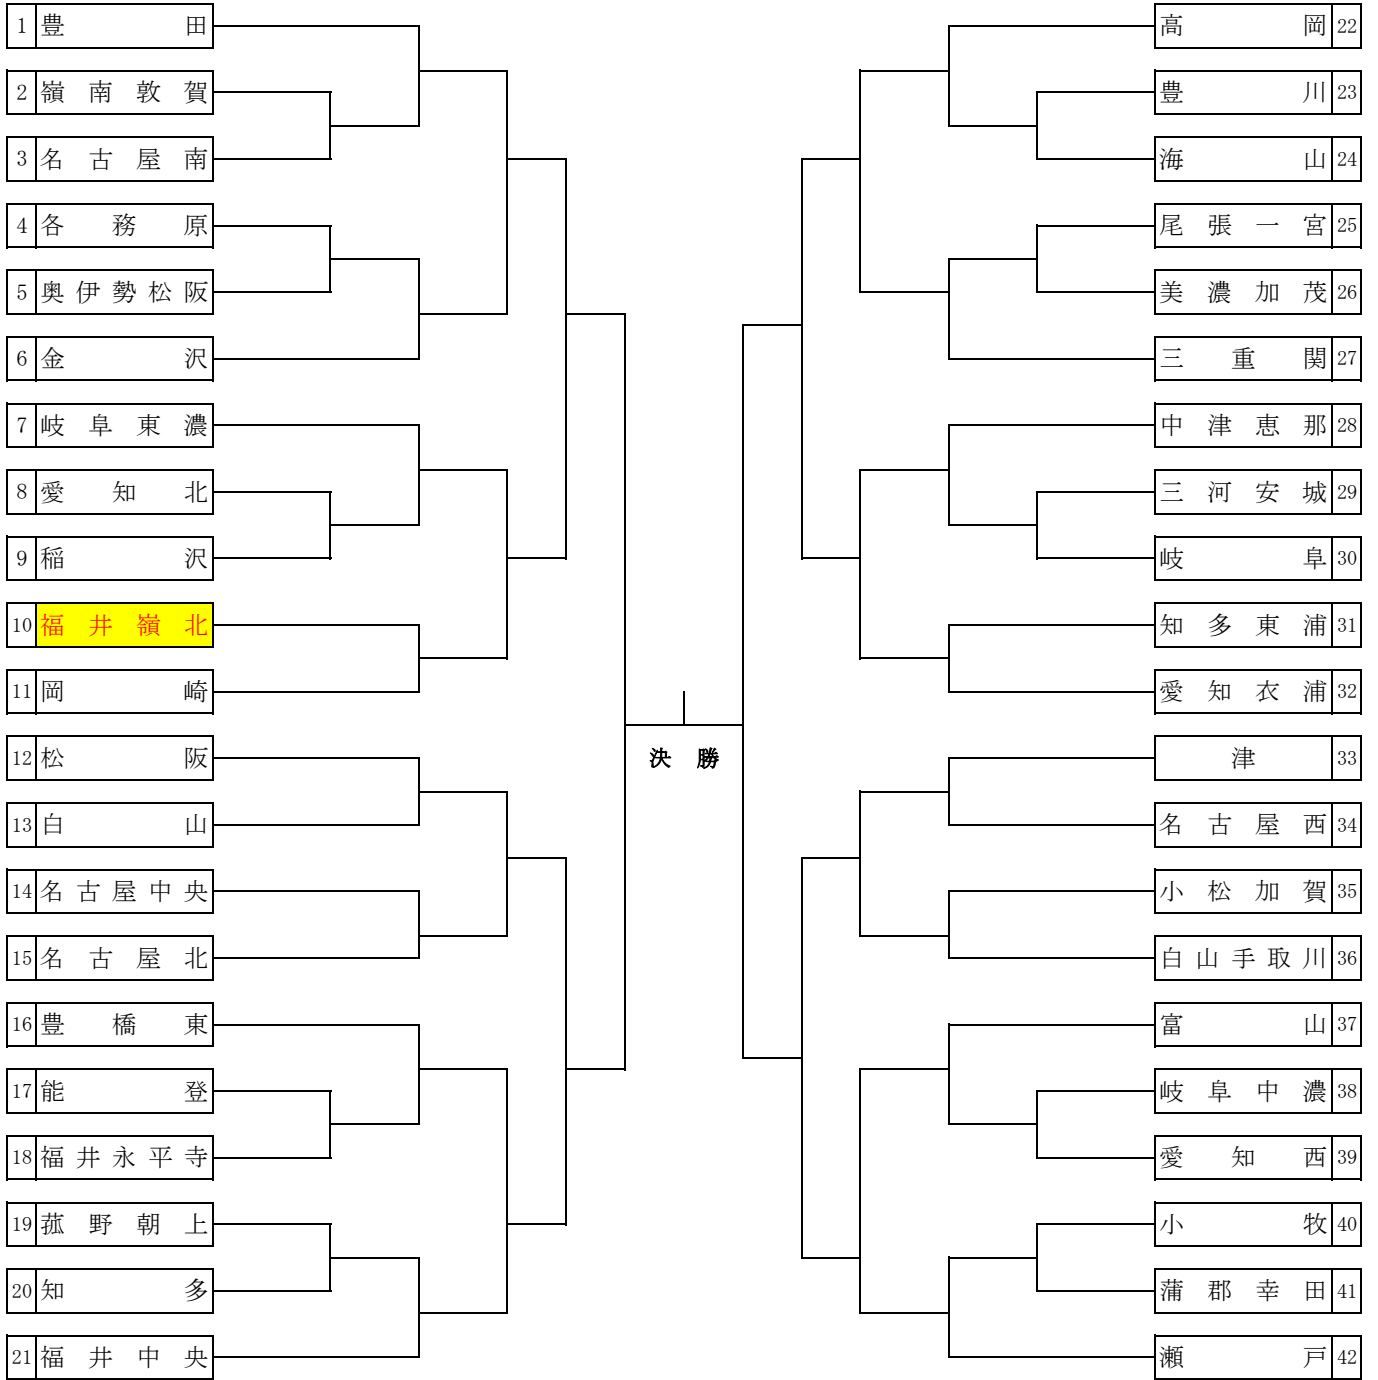 1 豊田
2 嶺南敦賀
3 名古屋南
4 各務原
5 奥伊勢松阪
6 金沢
7 岐阜東濃
8 愛知北
9 稲沢
10 福井嶺北
11 岡崎
12 松阪
13 白山
14 名古屋中央
15 名古屋北
16 豊橋東
17 能登
18 福井永平寺
19 菰野朝上
20 知多
21 福井中央
決勝
高岡 22
豊川 23
海山 24
尾張一宮 25
美濃加茂 26
三重関 27
中津恵那 28
三河安城 29
岐阜 30
知多東浦 31
愛知衣浦 32
津 33
名古屋西 34
小松加賀 35
白山手取川 36
富山 37
岐阜中濃 38
愛知西 39
小牧 40
蒲郡幸田 41
瀬戸 42